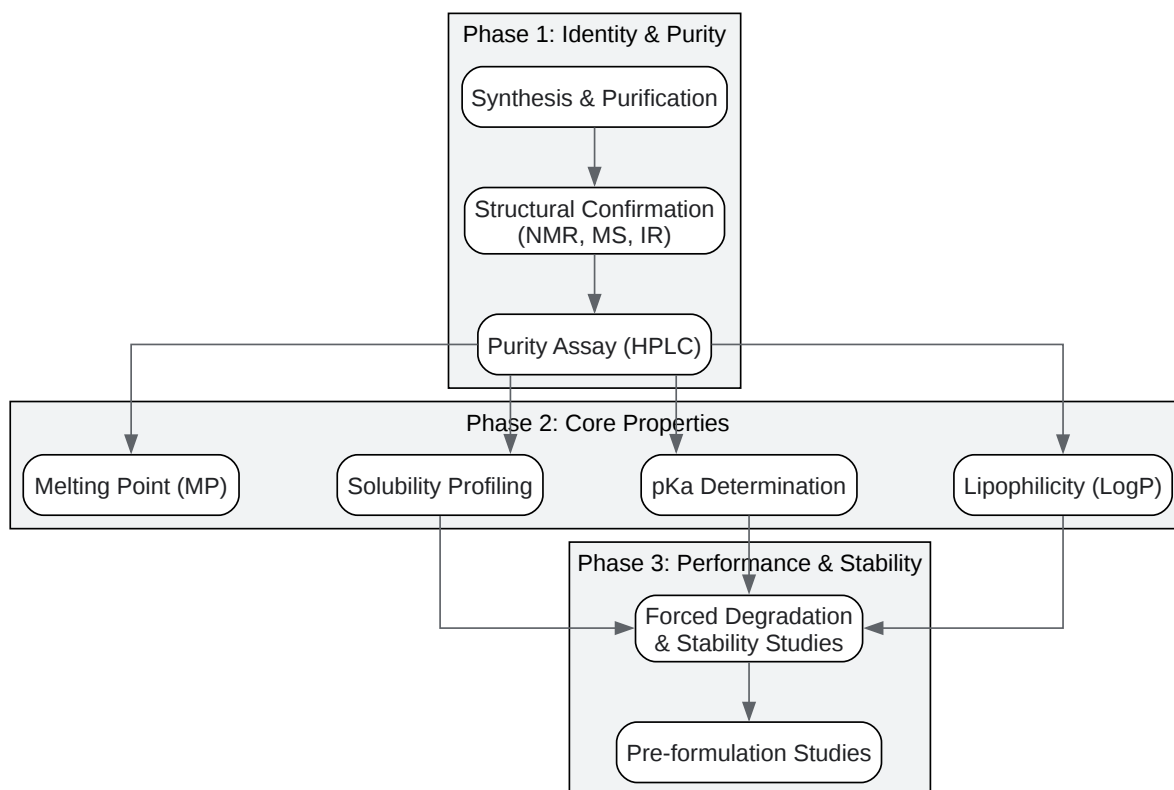 Phase 1: Identity & Purity
Synthesis & Purification
Structural Confirmation
(NMR, MS, IR)
Purity Assay (HPLC)
Phase 2: Core Properties
Melting Point (MP)
Solubility Profiling
pKa Determination
Lipophilicity (LogP)
Phase 3: Performance & Stability
Forced Degradation
& Stability Studies
Pre-formulation Studies